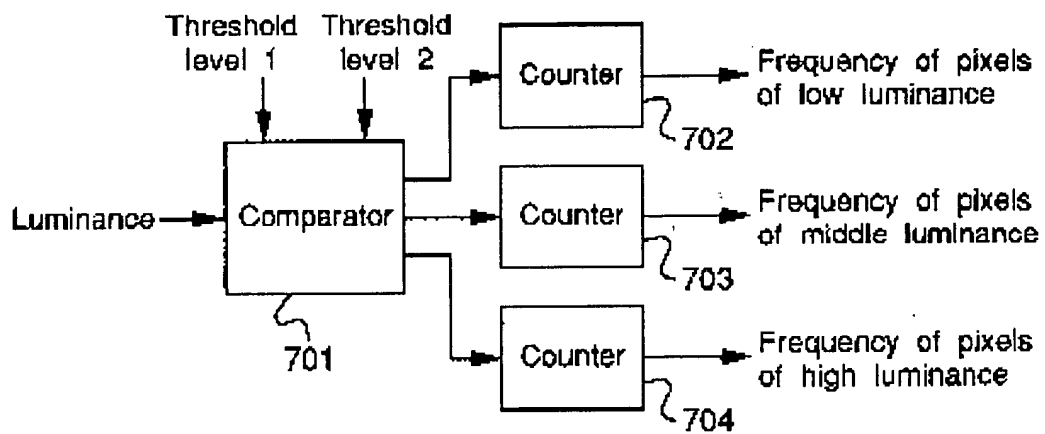 Threshold level 1
Threshold level 2
Counter
Frequency of pixels
of low luminance
702
Luminance
Comparator
Counter
Frequency of pixels
of middle luminance
703
701
Counter
Frequency of pixels
of high luminance
704